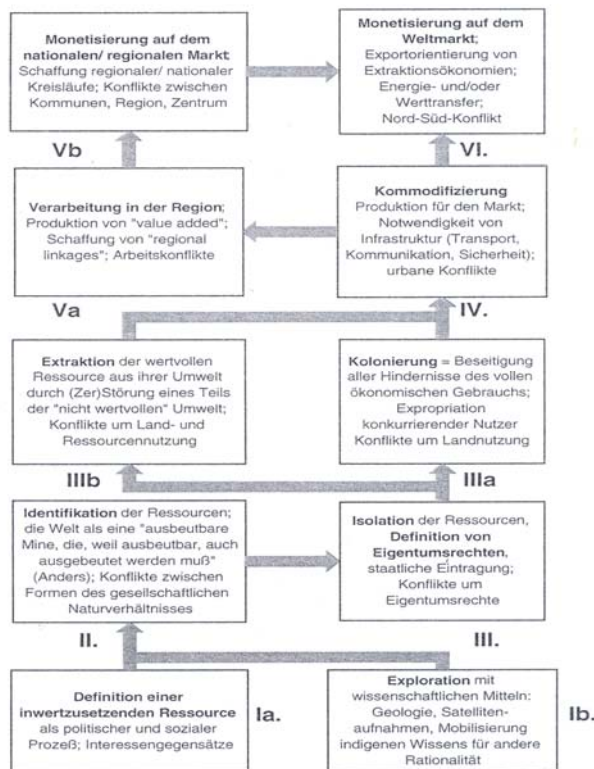 Monetisierung auf dem
nationalen/ regionalen Markt;
Schaffung regionaler/ nationaler
Kreisläufe; Konflikte zwischen
Kommunen, Region, Zentrum
Monetisierung auf dem
Weltmarkt;
Exportorientierung von
Extraktionsökonomien;
Energie- und/oder
Werttransfer;
Nord-Süd-Konflikt
Vb
VI.
Verarbeitung in der Region;
Produktion von "value added";
Schaffung von "regional
linkages"; Arbeitskonflikte
Kommodifizierung
Produktion für den Markt;
Notwendigkeit von
Infrastruktur (Transport,
Kommunikation, Sicherheit);
urbane Konflikte
Va
IV.
Extraktion der wertvollen
Ressource aus ihrer Umwelt
durch (Zer)Störung eines Teils
der "nicht wertvollen" Umwelt;
Konflikte um Land- und
Ressourcennutzung
Kolonierung = Beseitigung
aller Hindernisse des vollen
ökonomischen Gebrauchs;
Expropriation
konkurrierender Nutzer
Konflikte um Landnutzung
IIIb
IIIa
Identifikation der Ressourcen;
die Welt als eine "ausbeutbare
Mine, die, weil ausbeutbar, auch
ausgebeutet werden muß"
(Anders); Konflikte zwischen
Formen des gesellschaftlichen
Naturverhältnisses
Isolation der Ressourcen,
Definition von
Eigentumsrechten,
staatliche Eintragung;
Konflikte um
Eigentumsrechte
II.
III.
Definition einer
inwertzusetzenden Ressource
als politischer und sozialer
Prozeß; Interessengegensätze
Ia.
Exploration mit
wissenschaftlichen Mitteln:
Geologie, Satelliten-
aufnahmen, Mobilisierung
indigenen Wissens für andere
Rationalität
Ib.